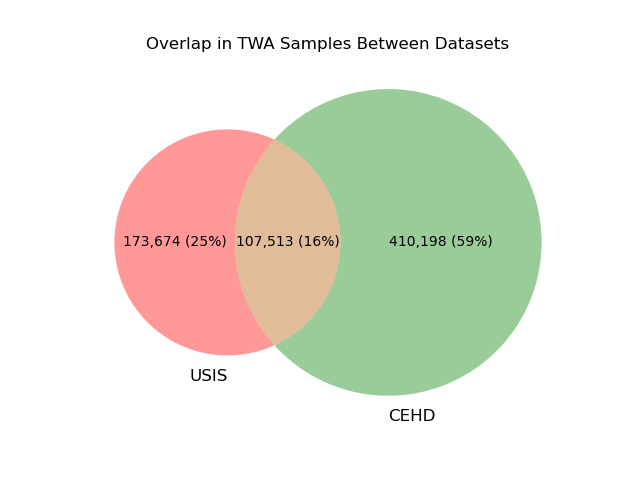 Overlap in TWA Samples Between Datasets
173,674 (25%) 107,513 (16%) 410,198 (59%)
USIS
CEHD